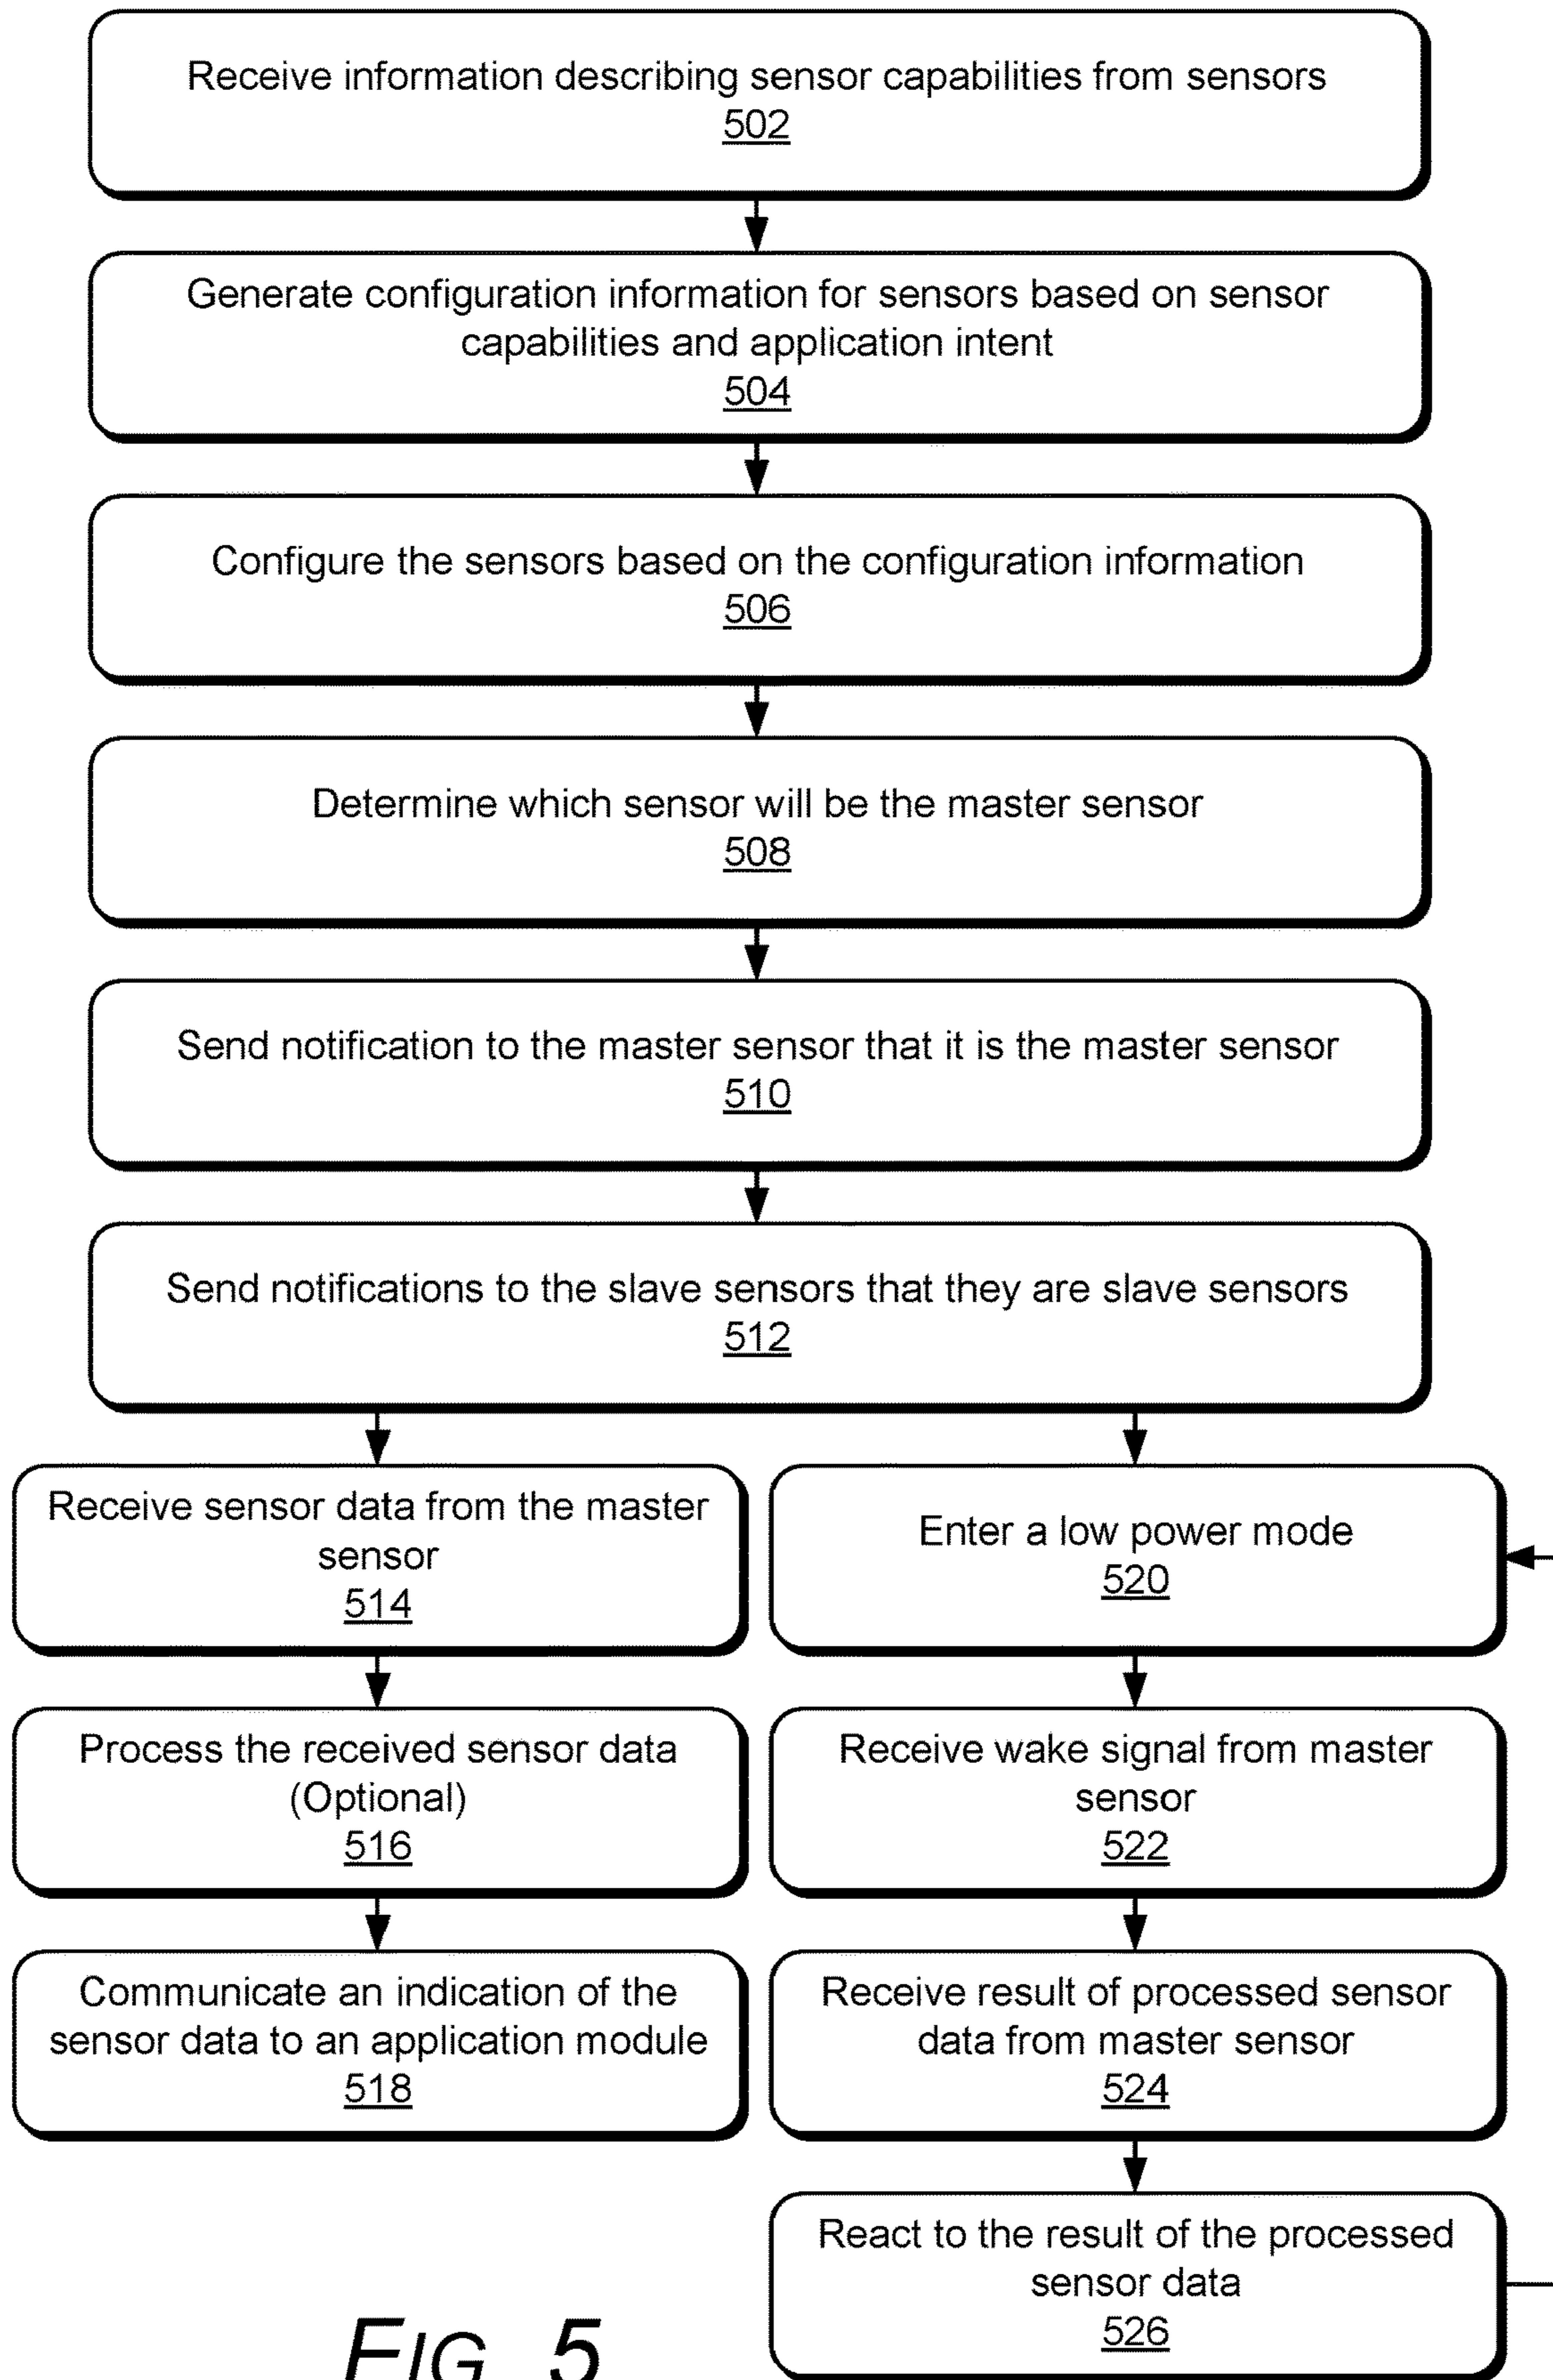 Receive information describing sensor capabilities from sensors
502
Generate configuration information for sensors based on sensor
capabilities and application intent
504
Configure the sensors based on the configuration information
506
Determine which sensor will be the master sensor
508
Send notification to the master sensor that it is the master sensor
510
Send notifications to the slave sensors that they are slave sensors
512
Receive sensor data from the master
sensor
514
Process the received sensor data
(Optional)
516
Communicate an indication of the
sensor data to an application module
518
Enter a low power mode
520
Receive wake signal from master
sensor
522
Receive result of processed sensor
data from master sensor
524
React to the result of the processed
sensor data
526
FIG. 5